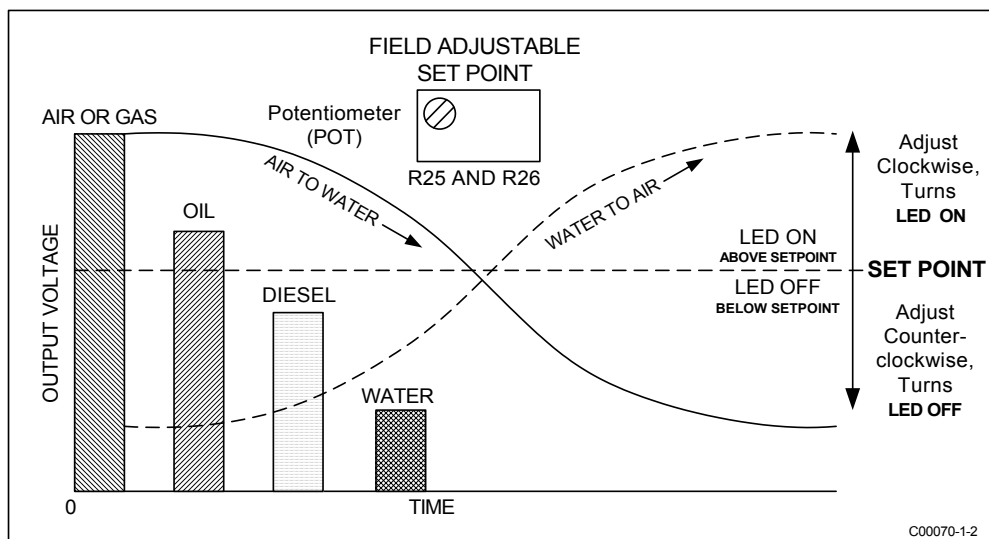 FIELD ADJUSTABLE
SET POINT
AIR OR GAS
Potentiometer
(POT)
R25 AND R26
AIR TO WATER
WATER TO AIR
OIL
DIESEL
WATER
OUTPUT VOLTAGE
LED ON
ABOVE SETPOINT
LED OFF
BELOW SETPOINT
Adjust
Clockwise,
Turns
LED ON
SET POINT
Adjust
Counter-
clockwise,
Turns
LED OFF
0
TIME
C00070-1-2